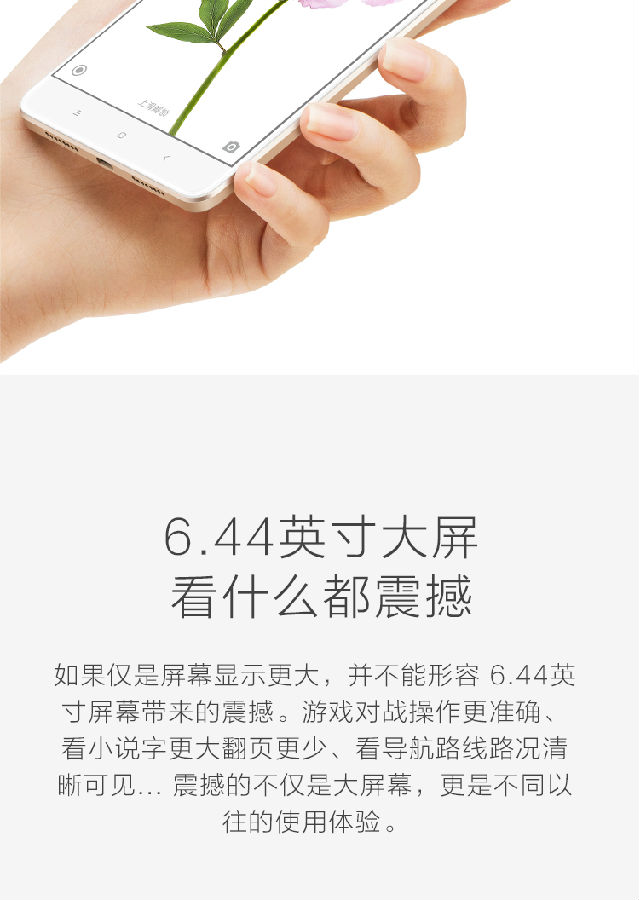 6.44英寸大屏
看什么都震撼
如果仅是屏幕显示更大，并不能形容 6.44英
寸屏幕带来的震撼。游戏对战操作更准确、
看小说字更大翻页更少、看导航路线路况清
晰可见... 震撼的不仅是大屏幕，更是不同以
往的使用体验。